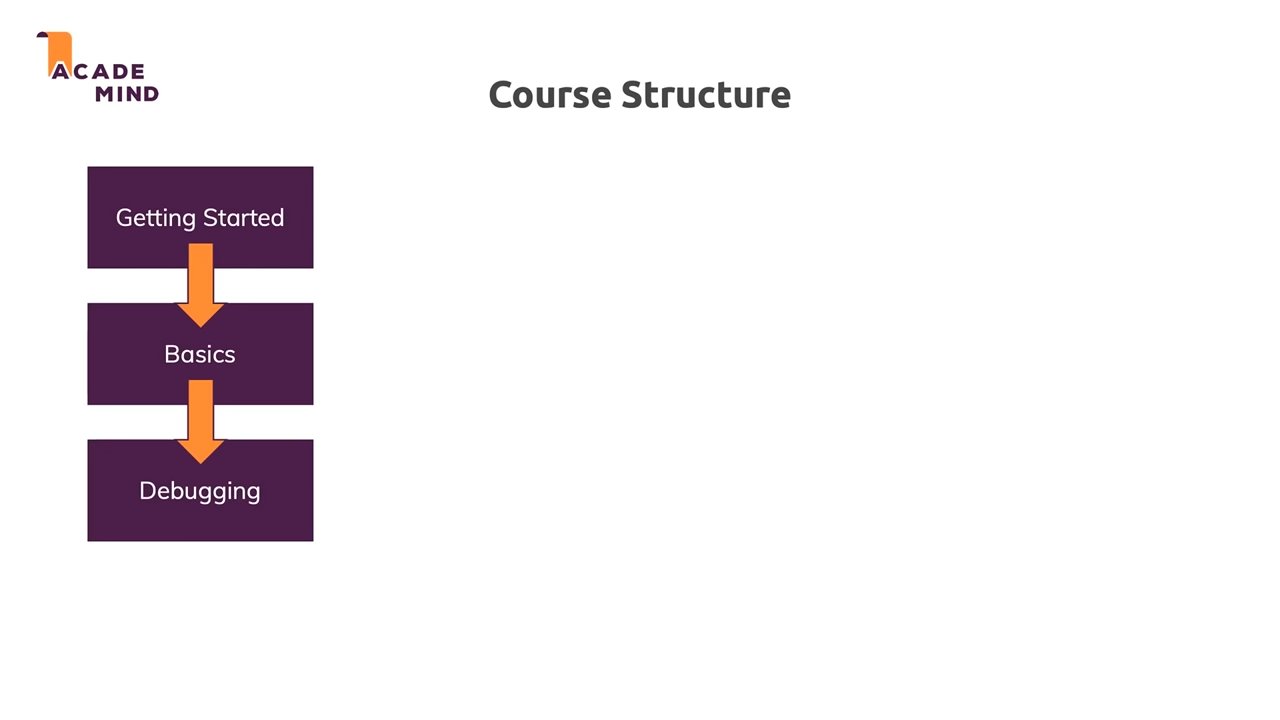 ACADE
MIND
Course Structure
Getting Started
Basics
Debugging